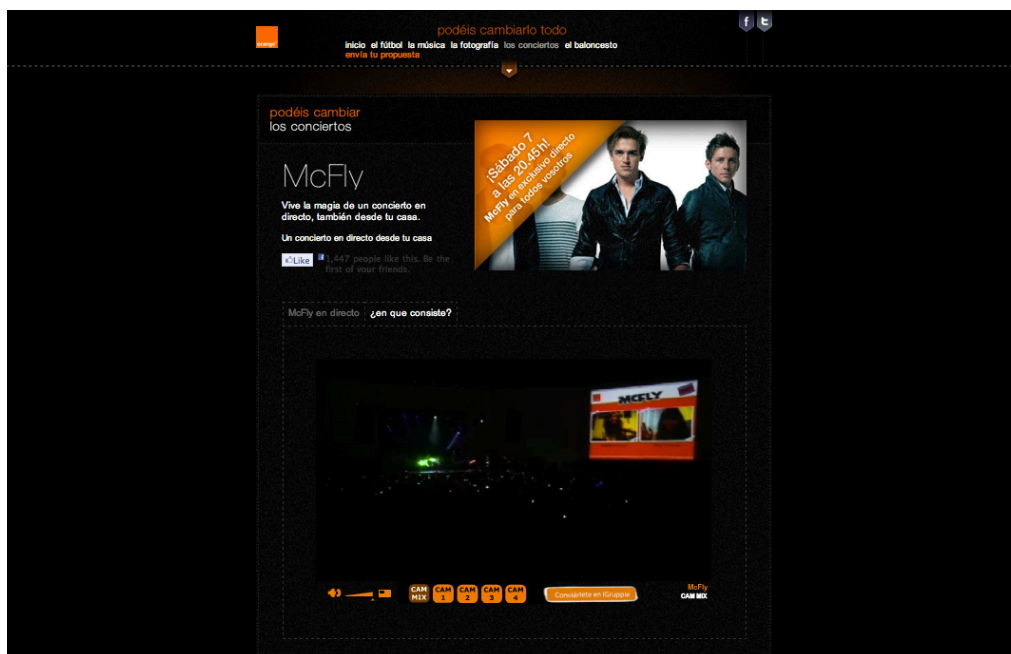 podéis cambiarlo todo
f t
orange
inicio el fútbol la música la fotografía los conciertos el baloncesto
envía tu propuesta
podéis cambiar
los conciertos
¡Sábado 7
a las 20.45h!
McFly en exclusivo directo
para todos vosotros
McFly
Vive la magia de un concierto en
directo, también desde tu casa.
Un concierto en directo desde tu casa
Like
1,447 people like this. Be the
first of your friends.
McFly en directo ¿en que consiste?
MCFLY
CAM MIX
CAM 1
CAM 2
CAM 3
CAM 4
Conviértete en iGruppie
McFly
CAM MIX